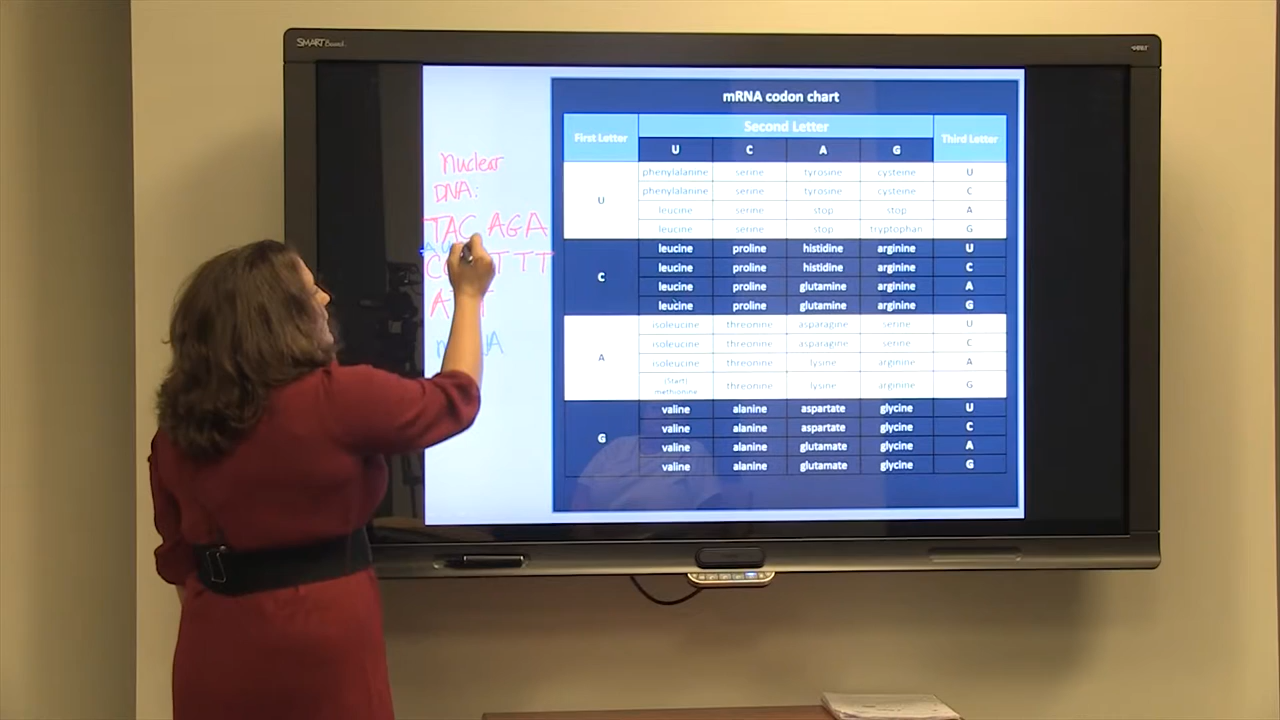 SMART Board
mRNA codon chart
First Letter Second Letter Third Letter
U C A G
U phenylalanine serine tyrosine cysteine U
phenylalanine serine tyrosine cysteine C
leucine serine stop stop A
leucine serine stop tryptophan G
C leucine proline histidine arginine U
leucine proline histidine arginine C
leucine proline glutamine arginine A
leucine proline glutamine arginine G
A isoleucine threonine asparagine serine U
isoleucine threonine asparagine serine C
isoleucine threonine lysine arginine A
(Start)
methionine threonine lysine arginine G
G valine alanine aspartate glycine U
valine alanine aspartate glycine C
valine alanine glutamate glycine A
valine alanine glutamate glycine G
nuclear
DNA:
TAC AGA